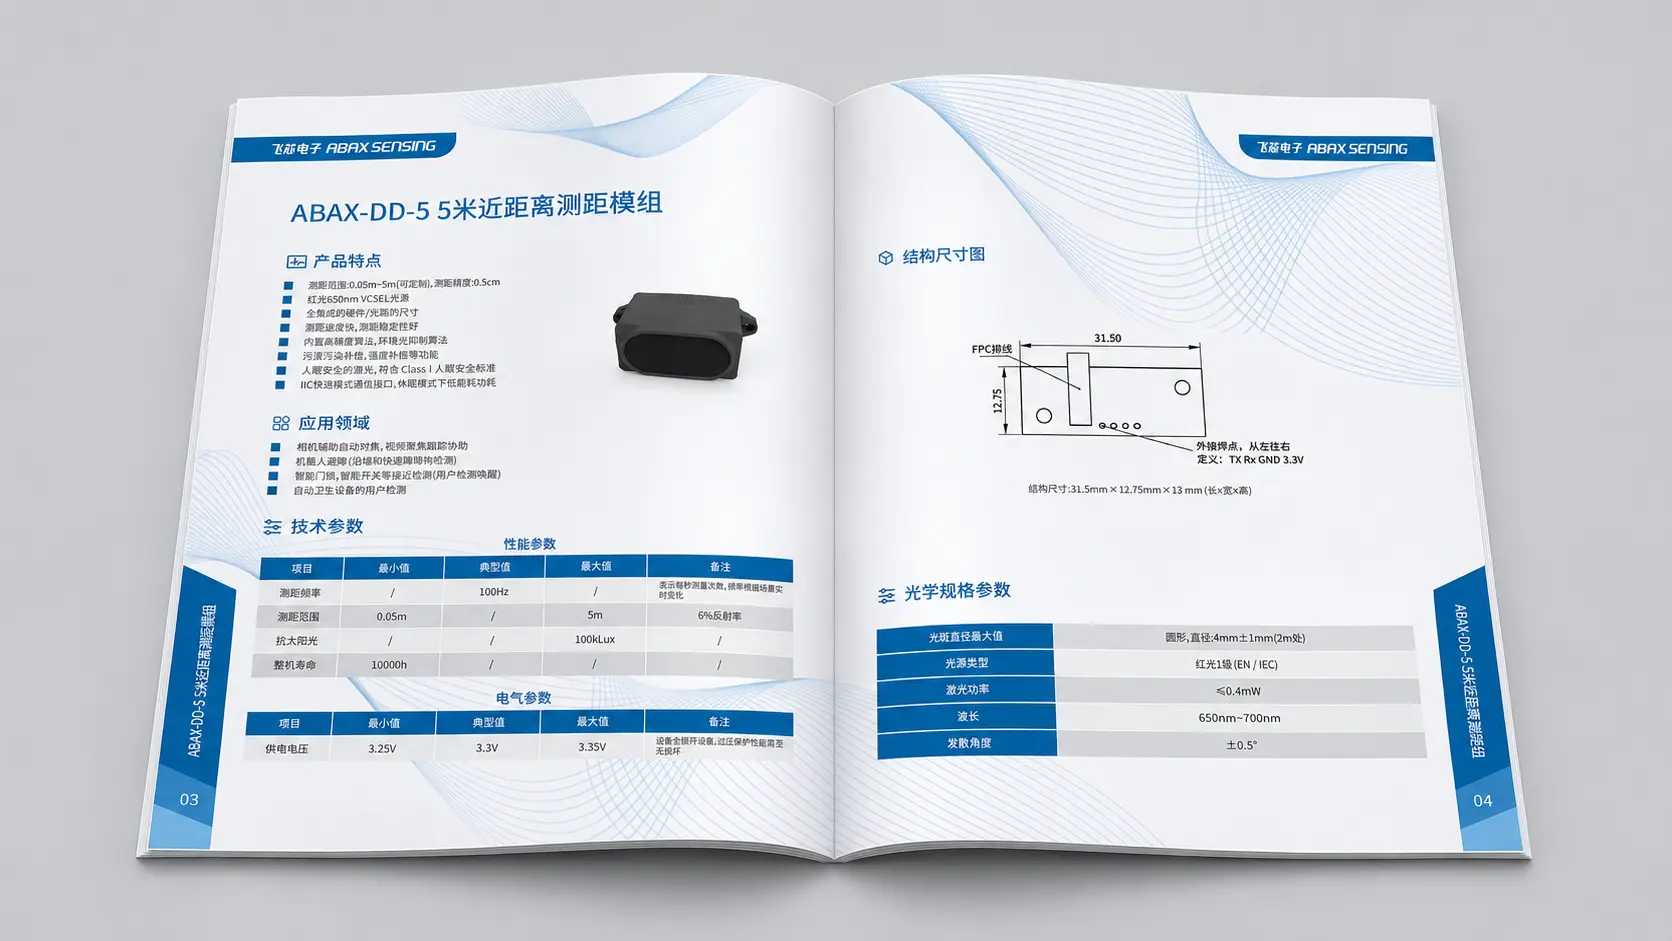 飞芯电子 ABAX SENSING
ABAX-DD-5 5米近距离测距模组
产品特点
测距范围:0.05m~5m(可定制),测距精度:0.5cm
红光650nm VCSEL光源
全集成的硬件/光路的尺寸
测距速度快,测距稳定性好
内置高精度算法,环境光抑制算法
污渍污染补偿,温度补偿等功能
人眼安全的激光,符合 Class I 人眼安全标准
IIC快速模式通信接口,休眠模式下低能耗功耗
应用领域
相机辅助自动对焦,视频聚焦跟踪协助
机器人避障(沿墙和快速障碍物检测)
智能门锁,智能开关等接近检测(用户检测唤醒)
自动卫生设备的用户检测
技术参数
性能参数
项目 最小值 典型值 最大值 备注
测距频率 / 100Hz / 表示每秒测量次数,频率根据场景实时变化
测距范围 0.05m / 5m 6%反射率
抗太阳光 / / 100kLux /
整机寿命 10000h / / /
电气参数
项目 最小值 典型值 最大值 备注
供电电压 3.25V 3.3V 3.35V
ABAX-DD-5 5米近距离测距模组
03
飞芯电子 ABAX SENSING
结构尺寸图
31.50
FPC排线
12.75
外接焊点，从左往右
定义：TX Rx GND 3.3V
结构尺寸:31.5mm×12.75mm×13 mm(长x宽x高)
光学规格参数
光斑直径最大值 圆形,直径:4mm±1mm(2m处)
光源类型 红光1级(EN / IEC)
激光功率 ≤0.4mW
波长 650nm~700nm
发散角度 ±0.5°
ABAX-DD-5 5米近距离测距模组
04